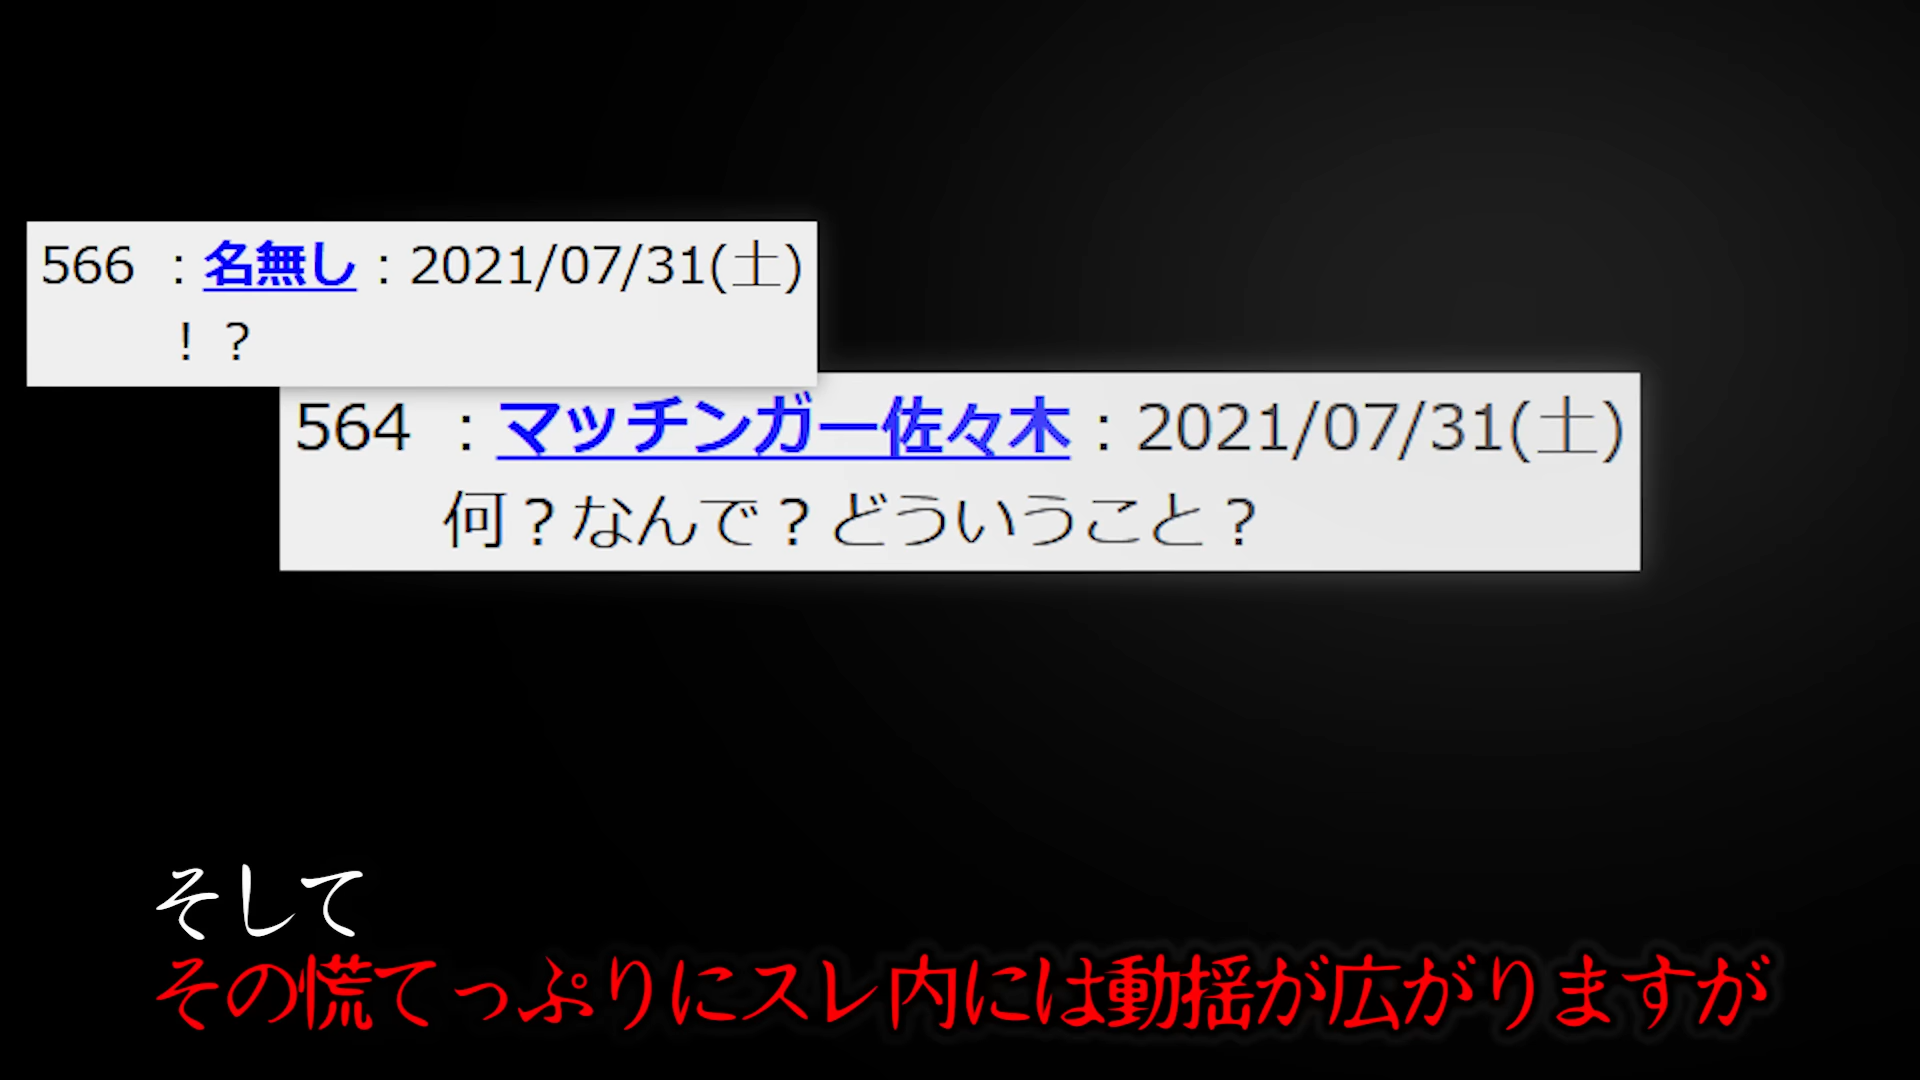 566 ：名無し：2021/07/31(土)
！？
564 ：マッチンガー佐々木：2021/07/31(土)
何？なんで？どういうこと？
そして
その慌てっぷりにスレ内には動揺が広がりますが